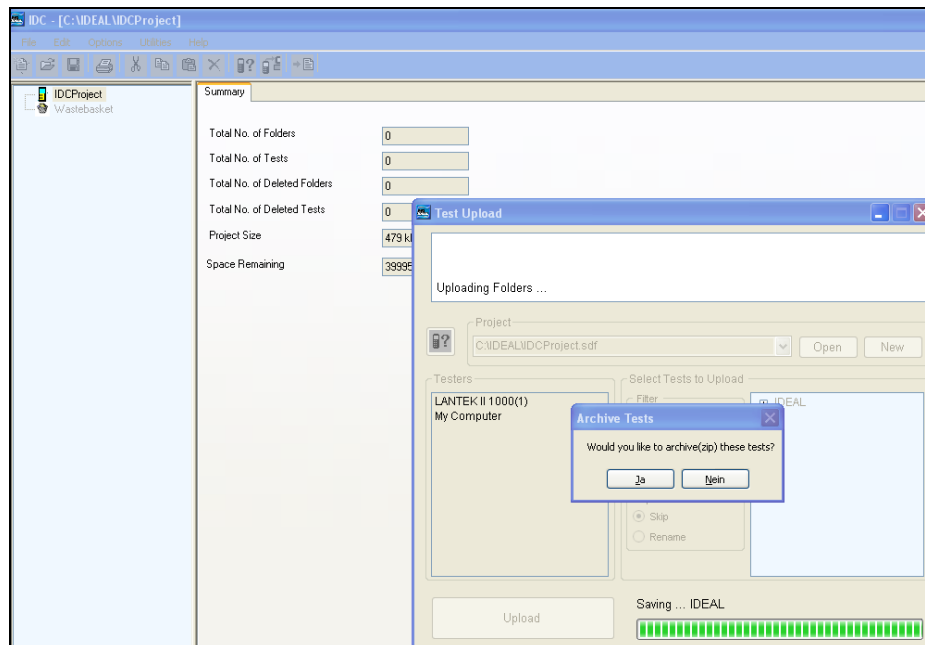 IDC - [C:\IDEAL\IDCProject]
File Edit Options Utilities Help
IDCProject
Wastebasket
Summary
Total No. of Folders 0
Total No. of Tests 0
Total No. of Deleted Folders 0
Total No. of Deleted Tests 0
Project Size 479 k
Space Remaining 39995
Test Upload
Uploading Folders ...
Project
C:\IDEAL\IDCProject.sdf
Open
New
Testers
LANTEK II 1000(1)
My Computer
Select Tests to Upload
Filter
IDEAL
Archive Tests
Would you like to archive(zip) these tests?
Ja
Nein
Skip
Rename
Upload
Saving ... IDEAL